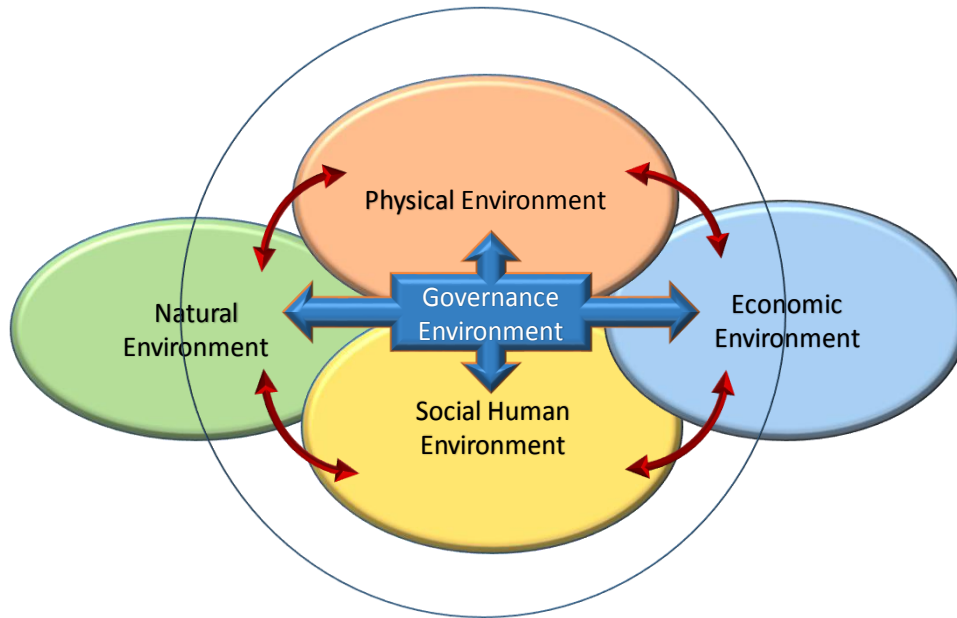 Physical Environment
Governance
Environment
Natural
Environment
Economic
Environment
Social Human
Environment